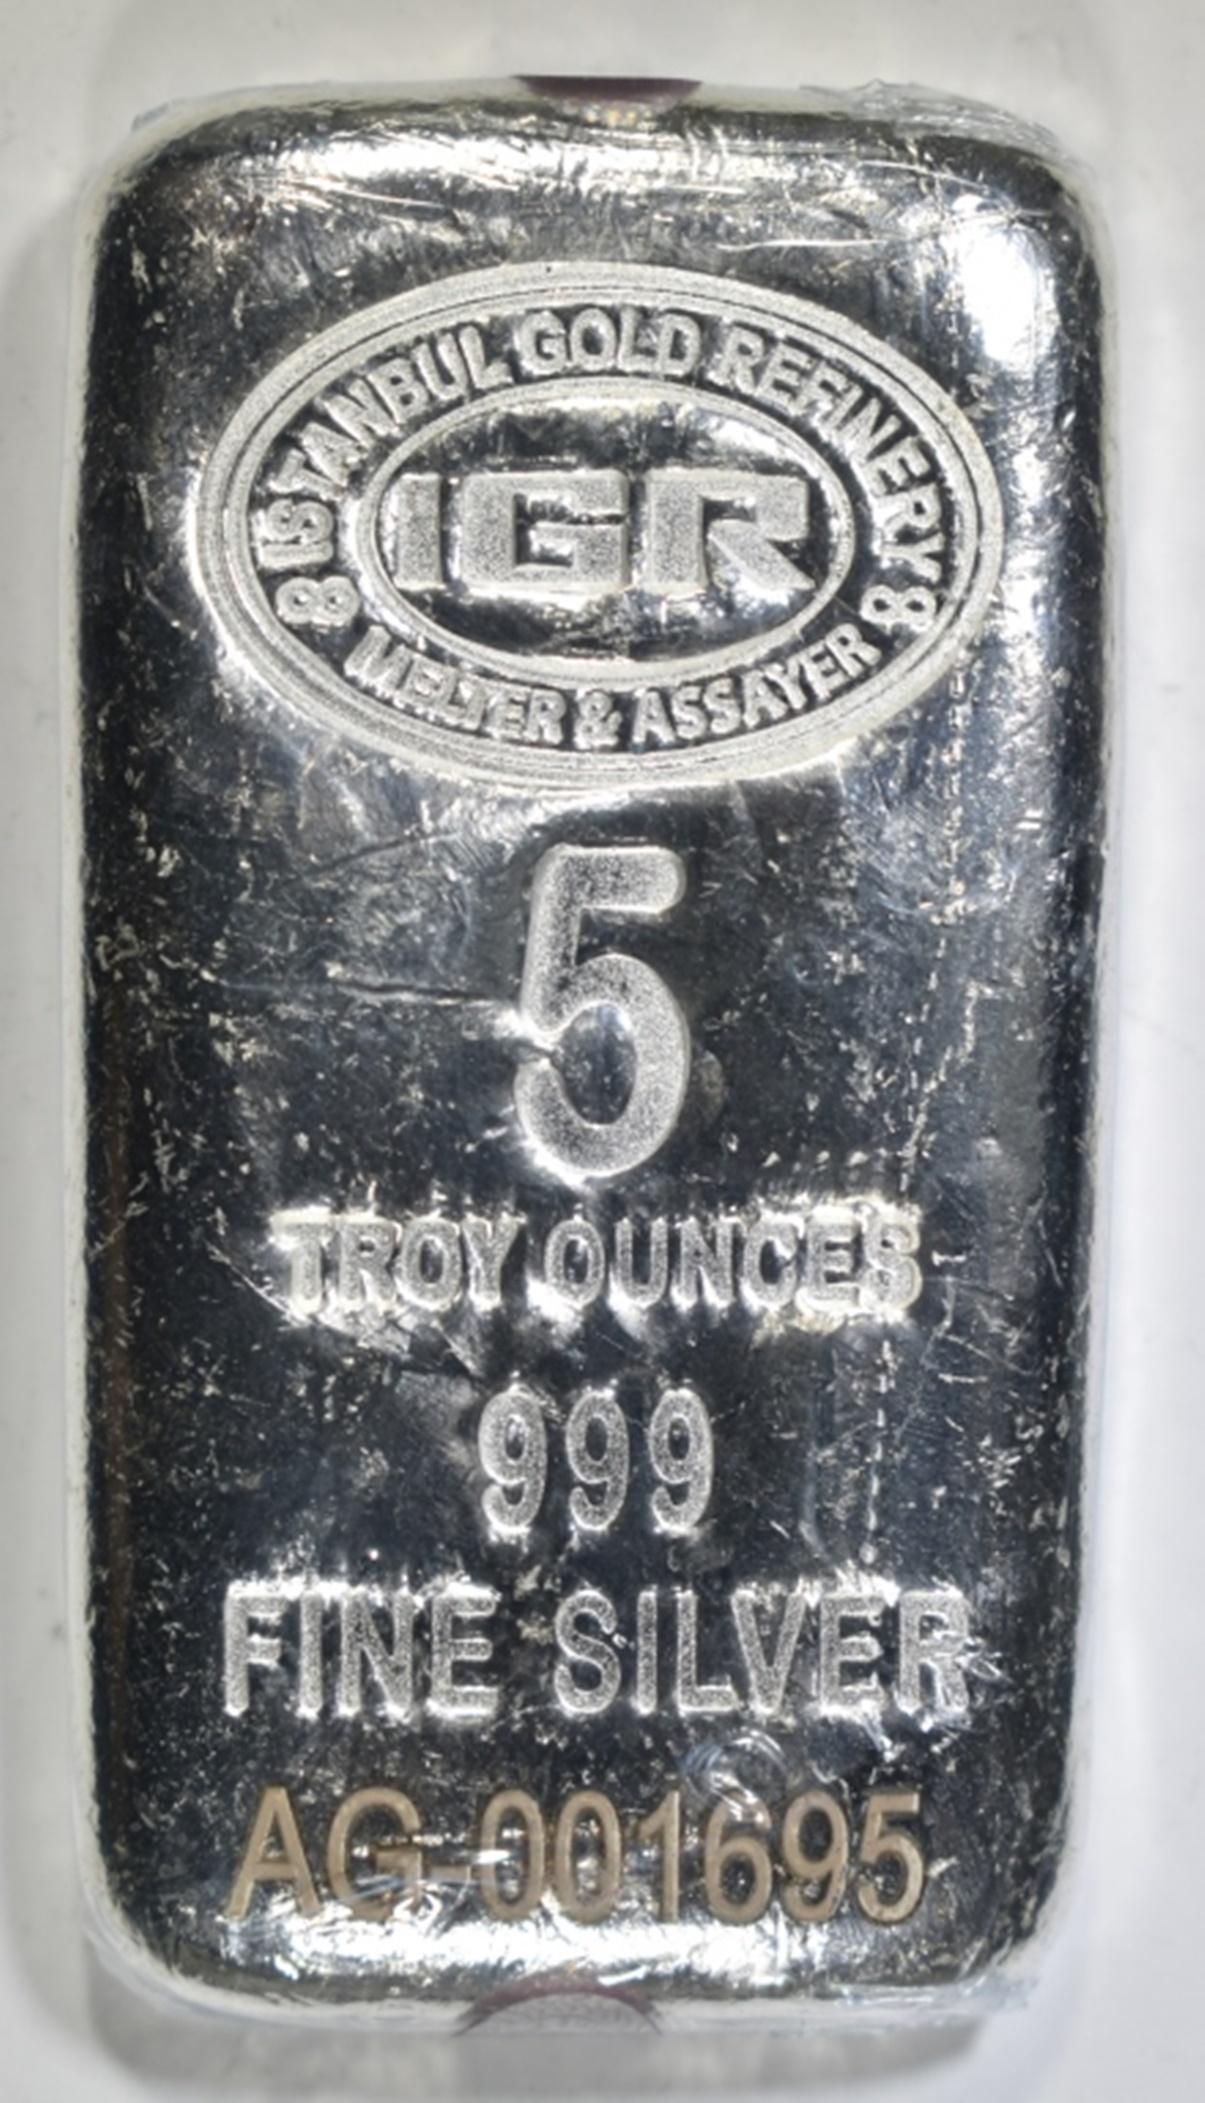 8 ISTANBUL GOLD REFINERY 8
IGR
MELTER & ASSAYER
5
TROY OUNCES
999
FINE SILVER
AG-001695